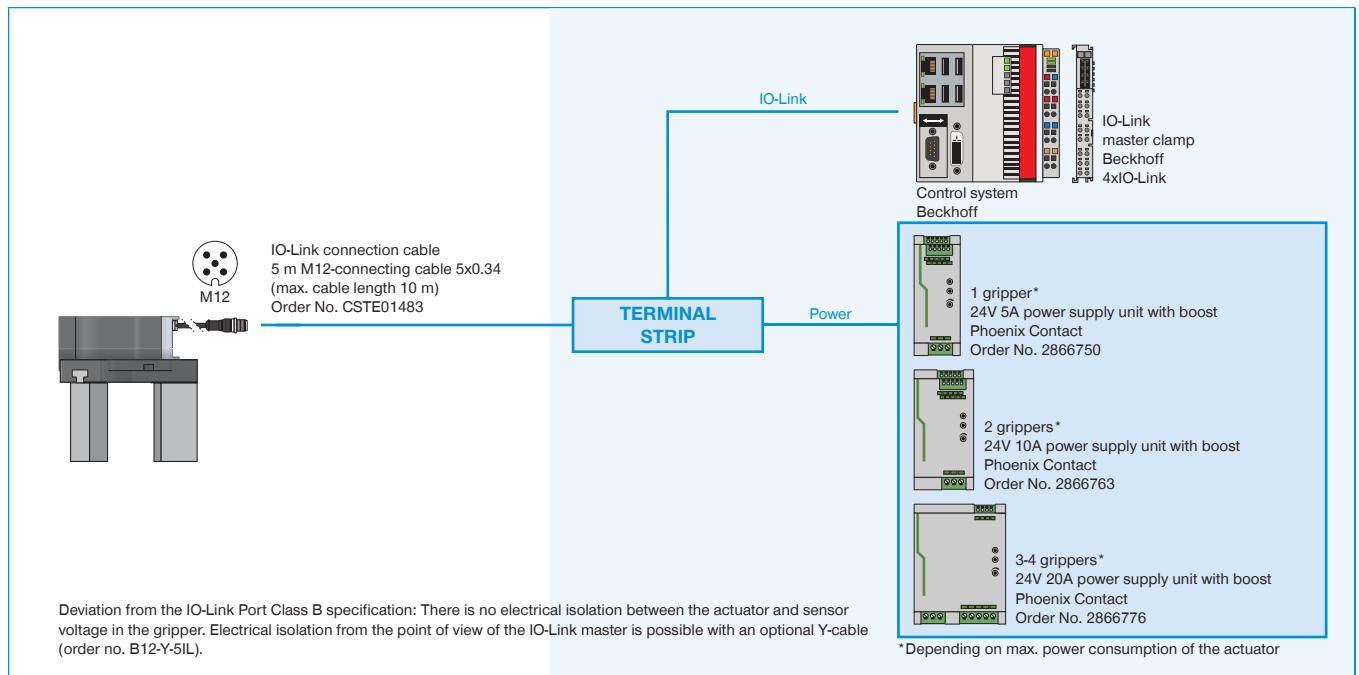 IO-Link
IO-Link
master clamp
Beckhoff
4xIO-Link
Control system
Beckhoff
M12
IO-Link connection cable
5 m M12-connecting cable 5x0.34
(max. cable length 10 m)
Order No. CSTE01483
TERMINAL
STRIP
Power
1 gripper*
24V 5A power supply unit with boost
Phoenix Contact
Order No. 2866750
2 grippers*
24V 10A power supply unit with boost
Phoenix Contact
Order No. 2866763
3-4 grippers*
24V 20A power supply unit with boost
Phoenix Contact
Order No. 2866776
*Depending on max. power consumption of the actuator
Deviation from the IO-Link Port Class B specification: There is no electrical isolation between the actuator and sensor
voltage in the gripper. Electrical isolation from the point of view of the IO-Link master is possible with an optional Y-cable
(order no. B12-Y-5IL).